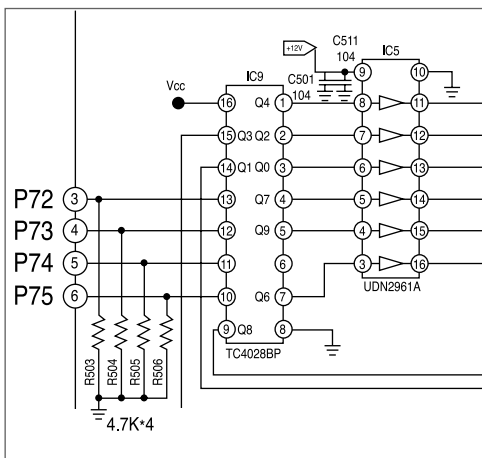 C511
IC5
+12V
104
IC9
C501
9
10
Vcc
104
16
Q4
1
8
11
15
Q3
Q2
2
7
12
14
Q1
Q0
3
6
13
P72
3
13
Q7
4
5
14
P73
4
12
Q9
5
4
15
P74
5
11
6
3
16
P75
6
10
Q6
7
UDN2961A
9
Q8
8
TC4028BP
R503
R504
R505
R506
4.7K*4